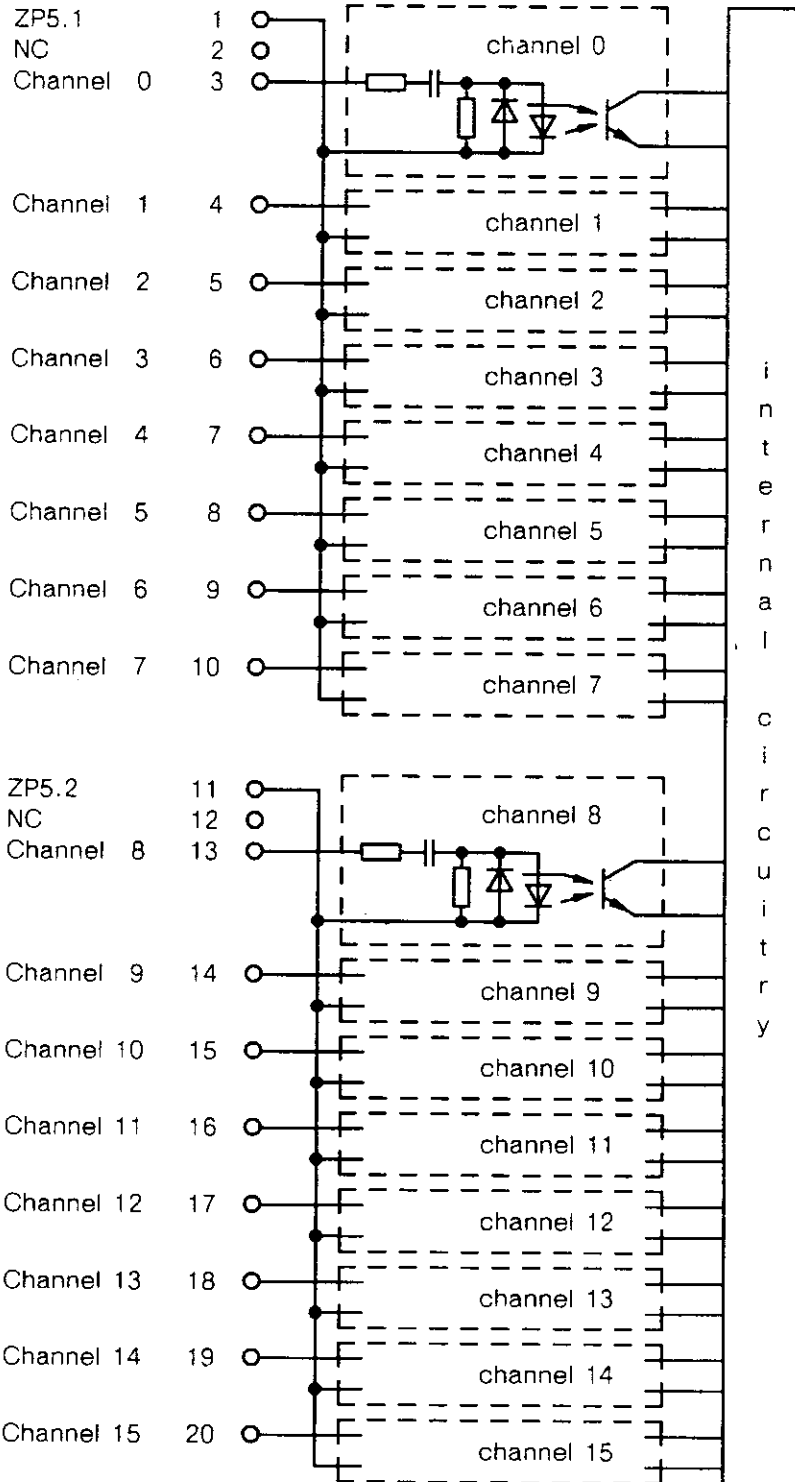 ZP5.1 1
NC 2
channel 0
Channel 0 3
Channel 1 4
channel 1
Channel 2 5
channel 2
Channel 3 6
channel 3
Channel 4 7
channel 4
Channel 5 8
channel 5
Channel 6 9
channel 6
Channel 7 10
channel 7
internal circuitry
ZP5.2 11
NC 12
channel 8
Channel 8 13
Channel 9 14
channel 9
Channel 10 15
channel 10
Channel 11 16
channel 11
Channel 12 17
channel 12
Channel 13 18
channel 13
Channel 14 19
channel 14
Channel 15 20
channel 15